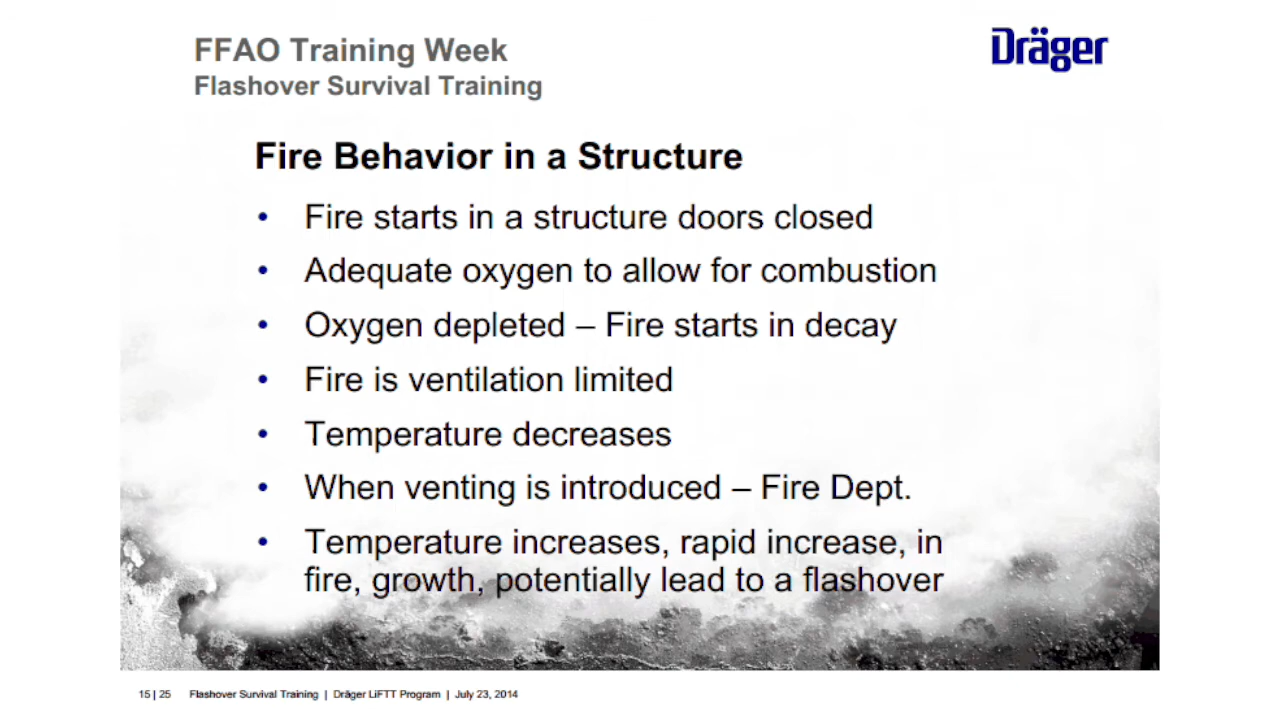 FFAO Training Week
Dräger
Flashover Survival Training
Fire Behavior in a Structure
• Fire starts in a structure doors closed
• Adequate oxygen to allow for combustion
• Oxygen depleted – Fire starts in decay
• Fire is ventilation limited
• Temperature decreases
• When venting is introduced – Fire Dept.
• Temperature increases, rapid increase, in
fire, growth, potentially lead to a flashover
15 | 25 Flashover Survival Training | Dräger LiFTT Program | July 23, 2014